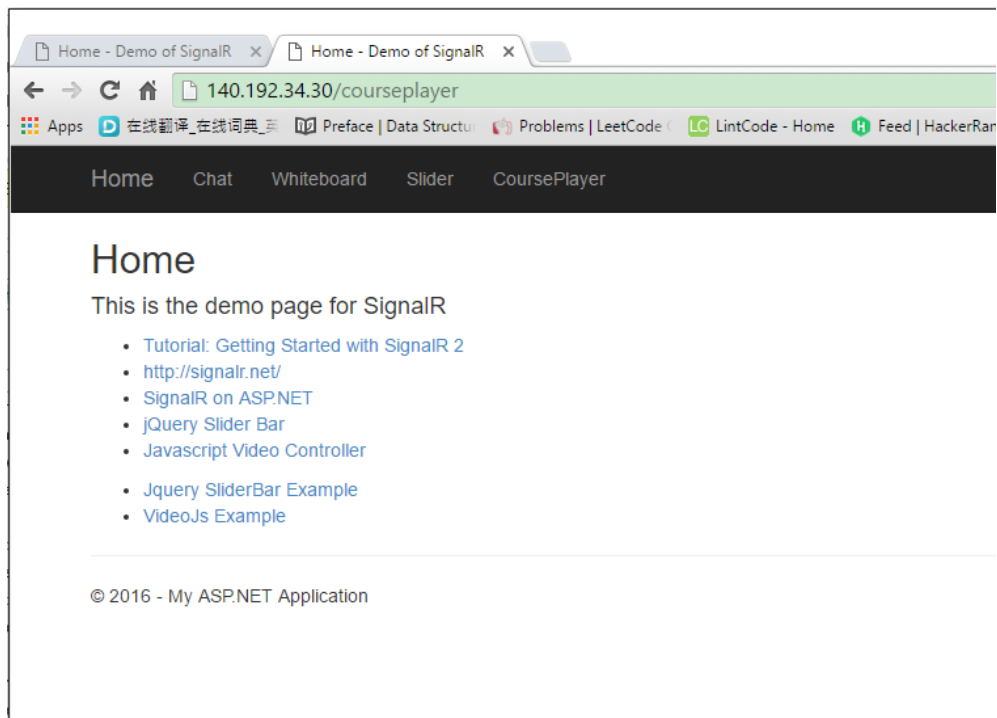 Home - Demo of SignalR
Home - Demo of SignalR
140.192.34.30/courseplayer
Apps 在线翻译_在线词典_英 Preface | Data Structu Problems | LeetCode LintCode - Home Feed | HackerRan
Home Chat Whiteboard Slider CoursePlayer
Home
This is the demo page for SignalR
Tutorial: Getting Started with SignalR 2
http://signalr.net/
SignalR on ASP.NET
jQuery Slider Bar
Javascript Video Controller
Jquery SliderBar Example
VideoJs Example
© 2016 - My ASP.NET Application